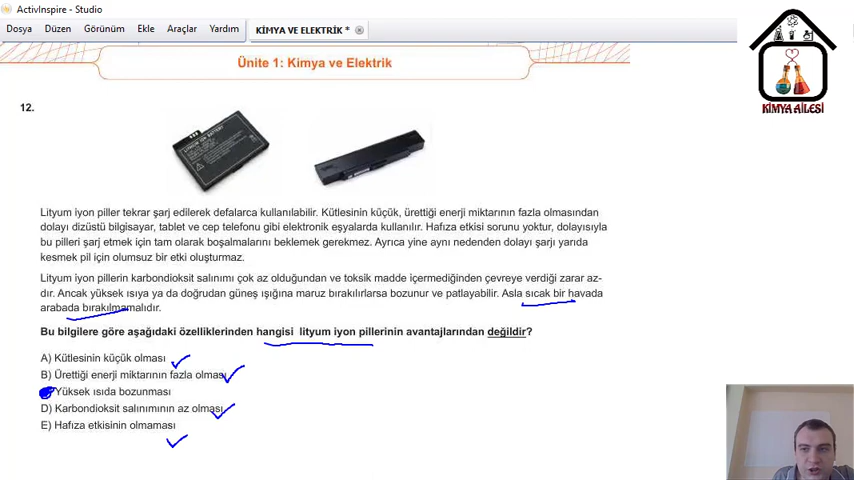 ActivInspire - Studio
Dosya Düzen Görünüm Ekle Araçlar Yardım KİMYA VE ELEKTRİK *
Ünite 1: Kimya ve Elektrik
KİMYA AİLESİ
12.
LITHIUM ION BATTERY
Lityum iyon piller tekrar şarj edilerek defalarca kullanılabilir. Kütlesinin küçük, ürettiği enerji miktarının fazla olmasından
dolayı dizüstü bilgisayar, tablet ve cep telefonu gibi elektronik eşyalarda kullanılır. Hafıza etkisi sorunu yoktur, dolayısıyla
bu pilleri şarj etmek için tam olarak boşalmalarını beklemek gerekmez. Ayrıca yine aynı nedenden dolayı şarjı yarıda
kesmek pil için olumsuz bir etki oluşturmaz.
Lityum iyon pillerin karbondioksit salınımı çok az olduğundan ve toksik madde içermediğinden çevreye verdiği zarar az-
dır. Ancak yüksek ısıya ya da doğrudan güneş ışığına maruz bırakılırlarsa bozunur ve patlayabilir. Asla sıcak bir havada
arabada bırakılmamalıdır.
Bu bilgilere göre aşağıdaki özelliklerinden hangisi lityum iyon pillerinin avantajlarından değildir?
A) Kütlesinin küçük olması
B) Ürettiği enerji miktarının fazla olması
Yüksek ısıda bozunması
D) Karbondioksit salınımının az olması
E) Hafıza etkisinin olmaması